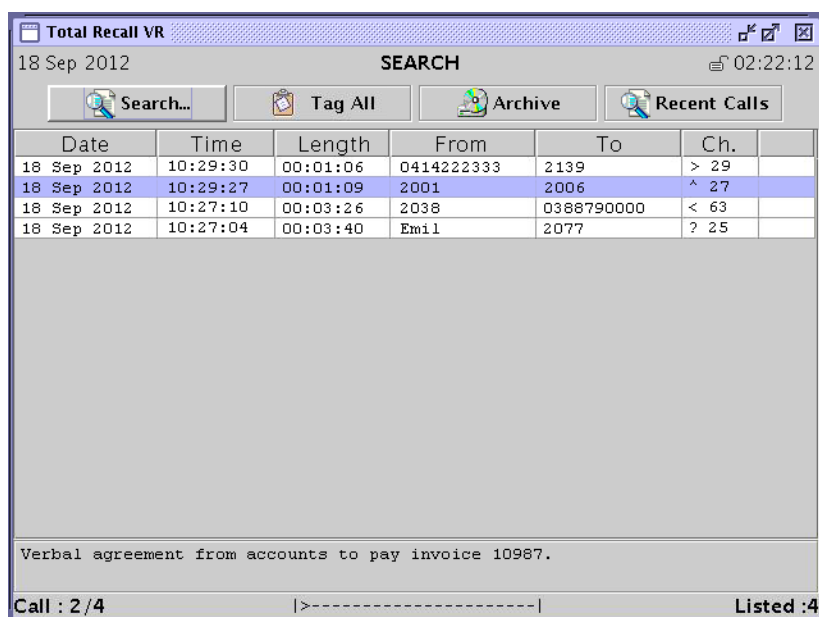 Total Recall VR
18 Sep 2012 SEARCH 02:22:12
Search... Tag All Archive Recent Calls
Date Time Length From To Ch.
18 Sep 2012 10:29:30 00:01:06 0414222333 2139 > 29
18 Sep 2012 10:29:27 00:01:09 2001 2006 ^ 27
18 Sep 2012 10:27:10 00:03:26 2038 0388790000 < 63
18 Sep 2012 10:27:04 00:03:40 Emil 2077 ? 25
Verbal agreement from accounts to pay invoice 10987.
Call : 2/4 |>-----------------------| Listed :4